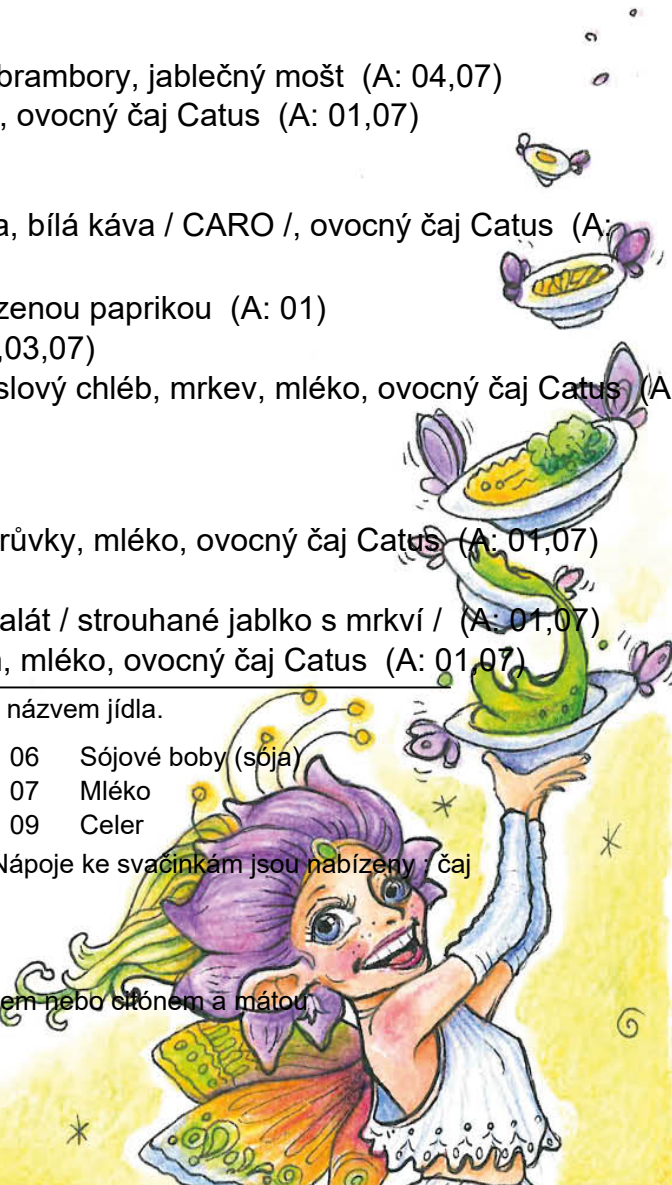 brambory, jablečný mošt (A: 04,07)
, ovocný čaj Catus (A: 01,07)
a, bílá káva / CARO /, ovocný čaj Catus (A:
zenou paprikou (A: 01)
,03,07)
slový chléb, mrkev, mléko, ovocný čaj Catus (A
růvky, mléko, ovocný čaj Catus (A: 01,07)
alát / strouhané jablko s mrkví / (A: 01,07)
, mléko, ovocný čaj Catus (A: 01,07)
názvem jídla.
06 Sójové boby (sója)
07 Mléko
09 Celer
Nápoje ke svačinkám jsou nabízeny : čaj
em nebo citónem a mátou